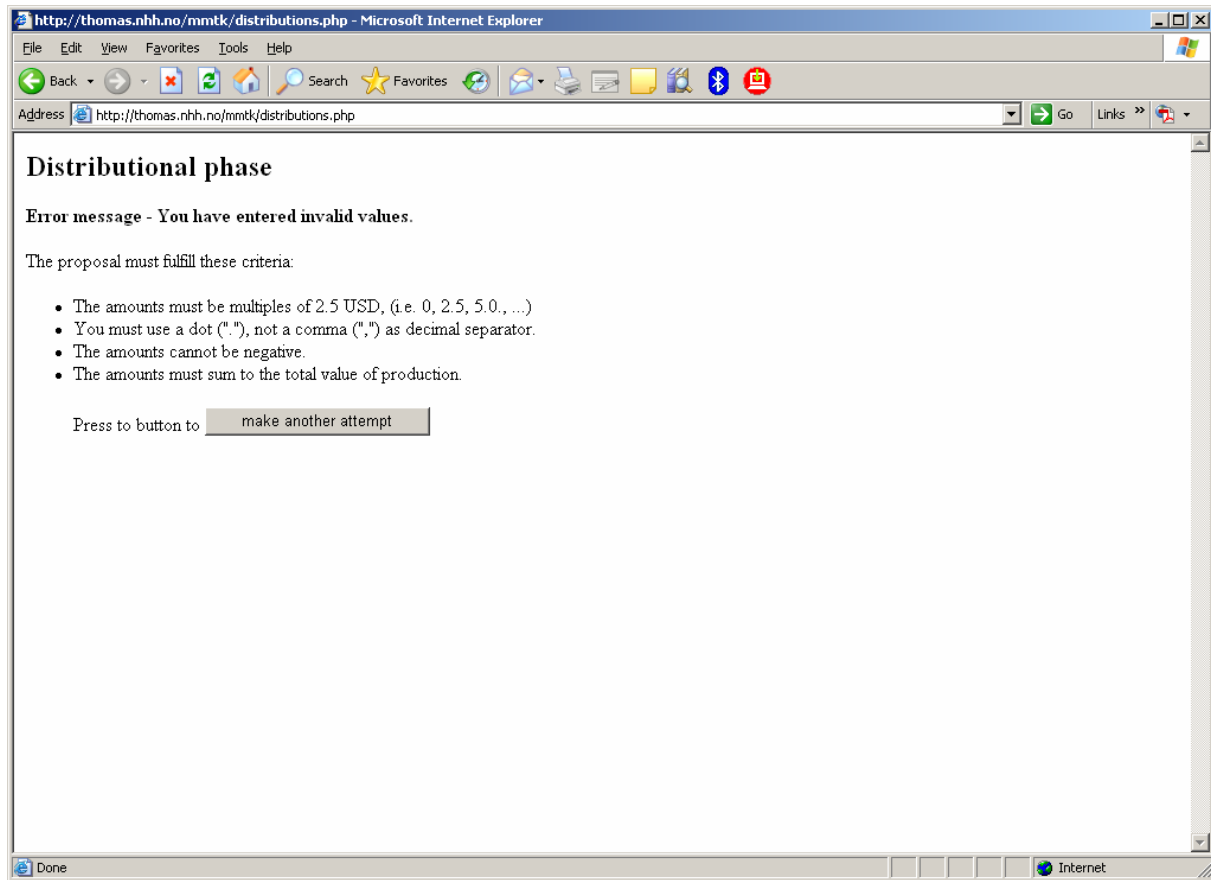 http://thomas.nhh.no/mmtk/distributions.php - Microsoft Internet Explorer
File Edit View Favorites Tools Help
Back Search Favorites
Address http://thomas.nhh.no/mmtk/distributions.php Go Links »
Distributional phase
Error message - You have entered invalid values.
The proposal must fulfill these criteria:
• The amounts must be multiples of 2.5 USD, (i.e. 0, 2.5, 5.0., ...)
• You must use a dot ("."), not a comma (",") as decimal separator.
• The amounts cannot be negative.
• The amounts must sum to the total value of production.
Press to button to make another attempt
Done Internet